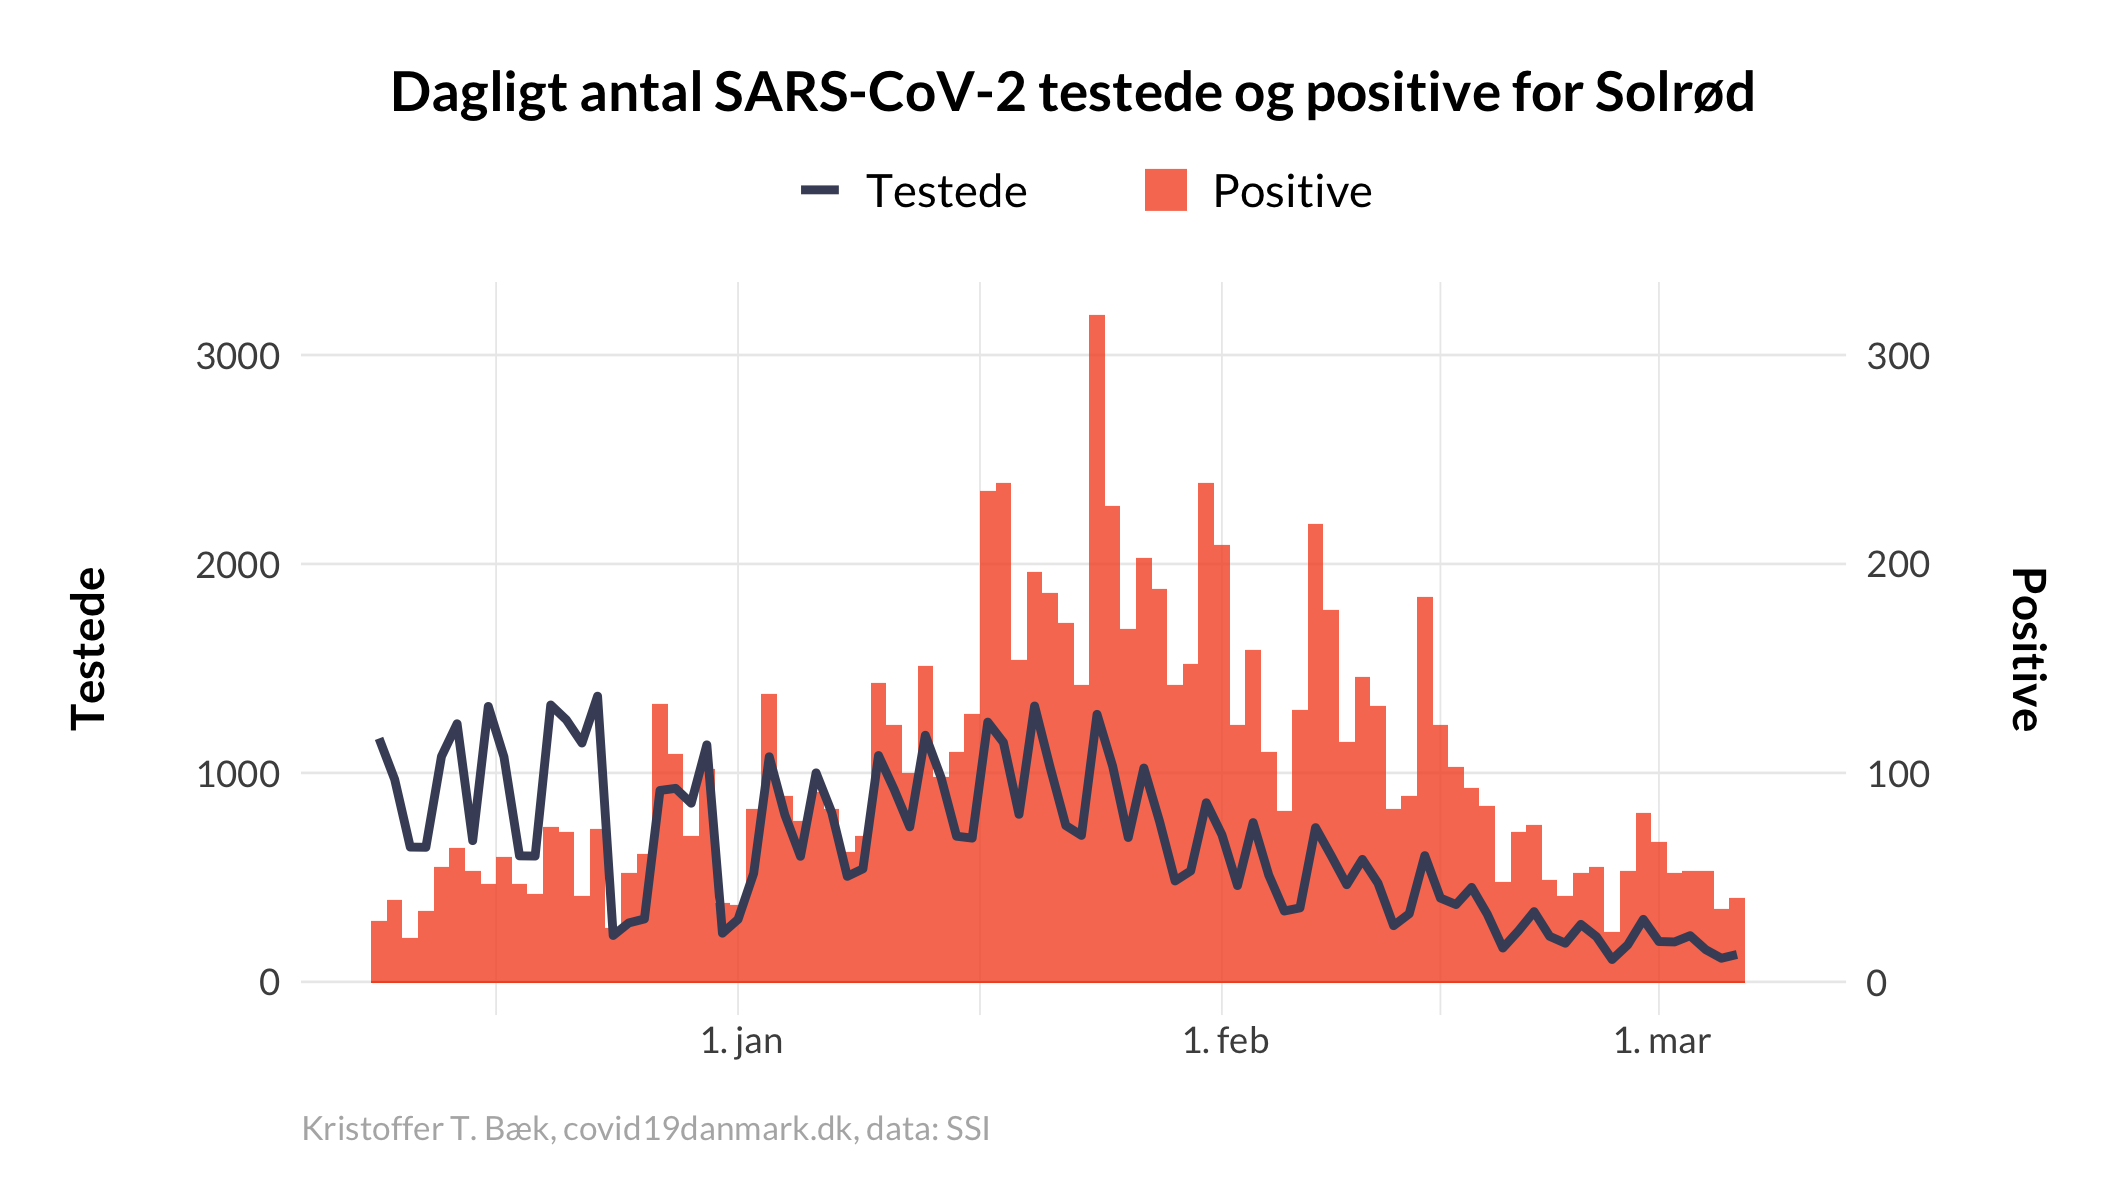 Dagligt antal SARS-CoV-2 testede og positive for Solrød
Testede Positive
3000 300
2000 200
1000 100
0 0
Testede
Positive
1. jan 1. feb 1. mar
Kristoffer T. Bæk, covid19danmark.dk, data: SSI